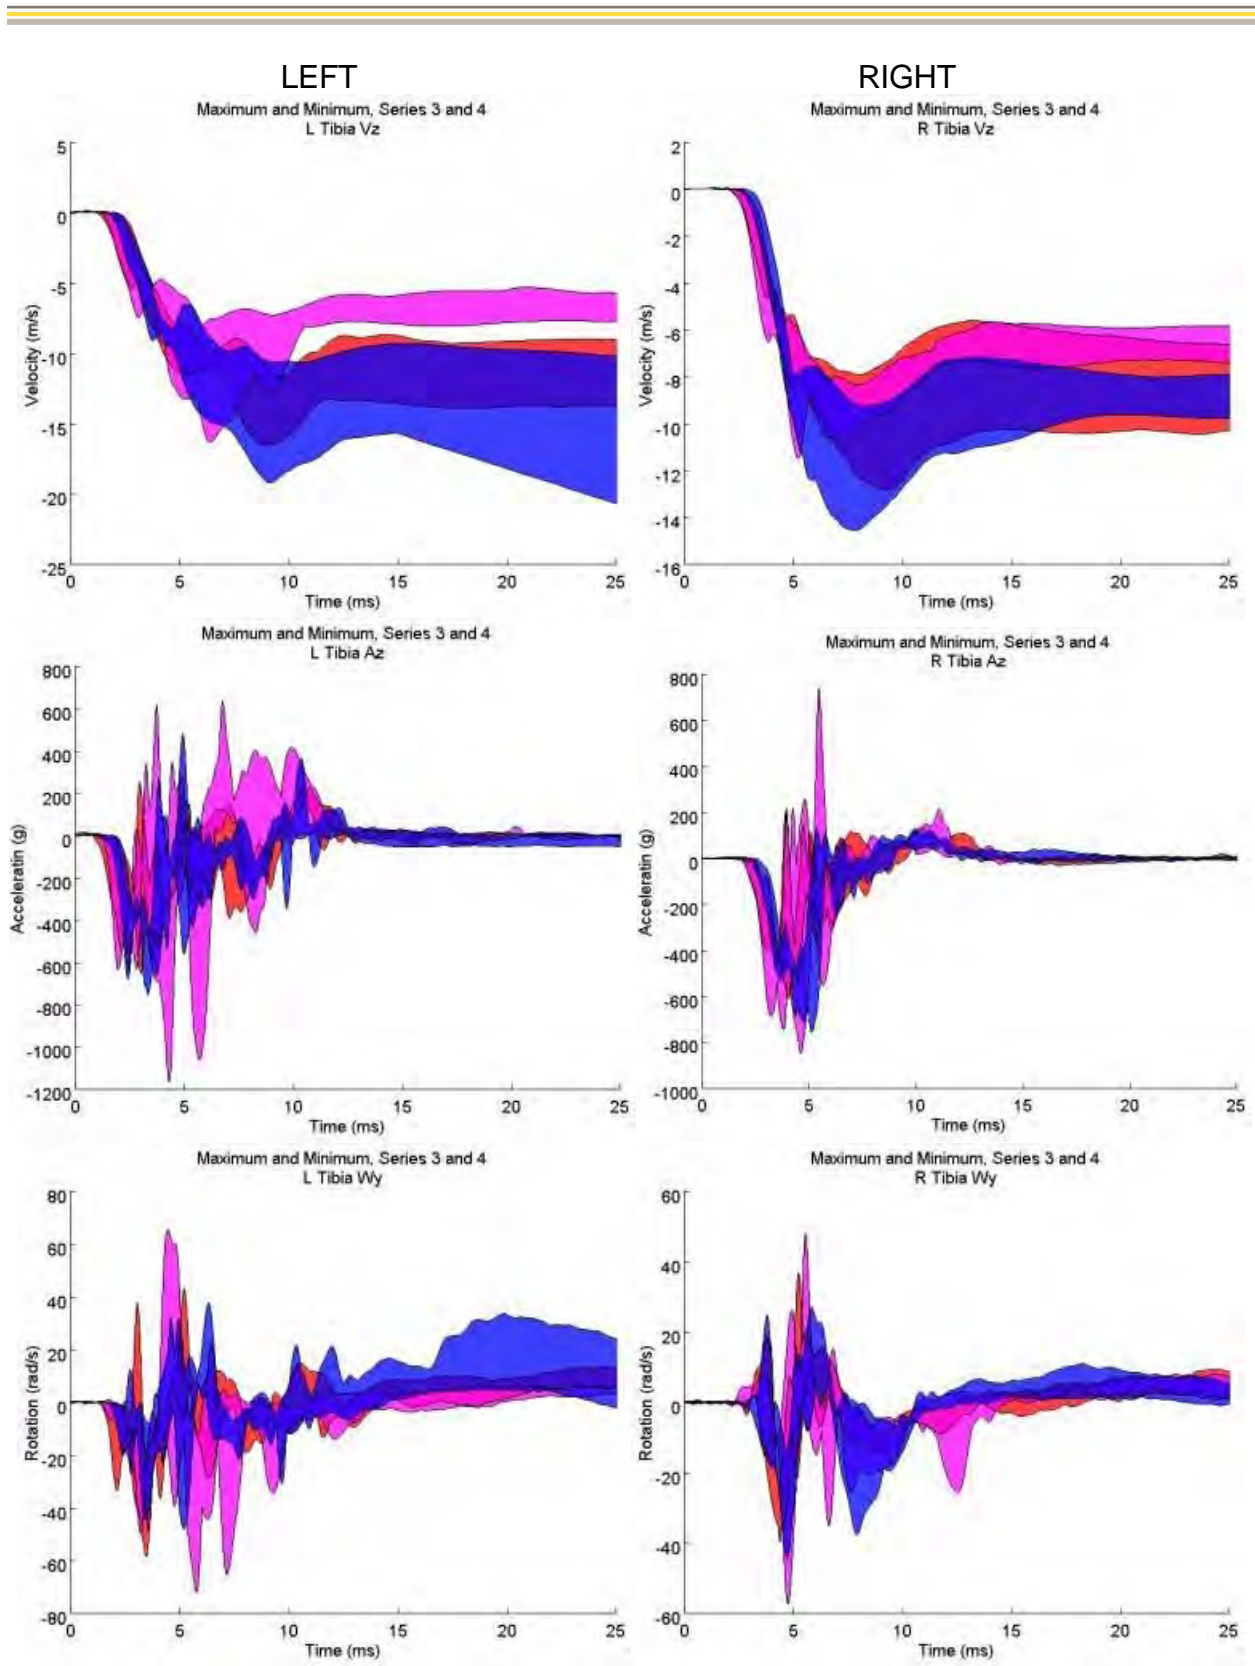 LEFT
RIGHT
Maximum and Minimum, Series 3 and 4
L Tibia Vz
5
0
-5
-10
-15
-20
-25
Velocity (m/s)
0 5 10 15 20 25
Time (ms)
Maximum and Minimum, Series 3 and 4
R Tibia Vz
2
0
-2
-4
-6
-8
-10
-12
-14
-16
Velocity (m/s)
0 5 10 15 20 25
Time (ms)
Maximum and Minimum, Series 3 and 4
L Tibia Az
800
600
400
200
0
-200
-400
-600
-800
-1000
-1200
Acceleratin (g)
0 5 10 15 20 25
Time (ms)
Maximum and Minimum, Series 3 and 4
R Tibia Az
800
600
400
200
0
-200
-400
-600
-800
-1000
Acceleratin (g)
0 5 10 15 20 25
Time (ms)
Maximum and Minimum, Series 3 and 4
L Tibia Wy
80
60
40
20
0
-20
-40
-60
-80
Rotation (rad/s)
0 5 10 15 20 25
Time (ms)
Maximum and Minimum, Series 3 and 4
R Tibia Wy
60
40
20
0
-20
-40
-60
Rotation (rad/s)
0 5 10 15 20 25
Time (ms)